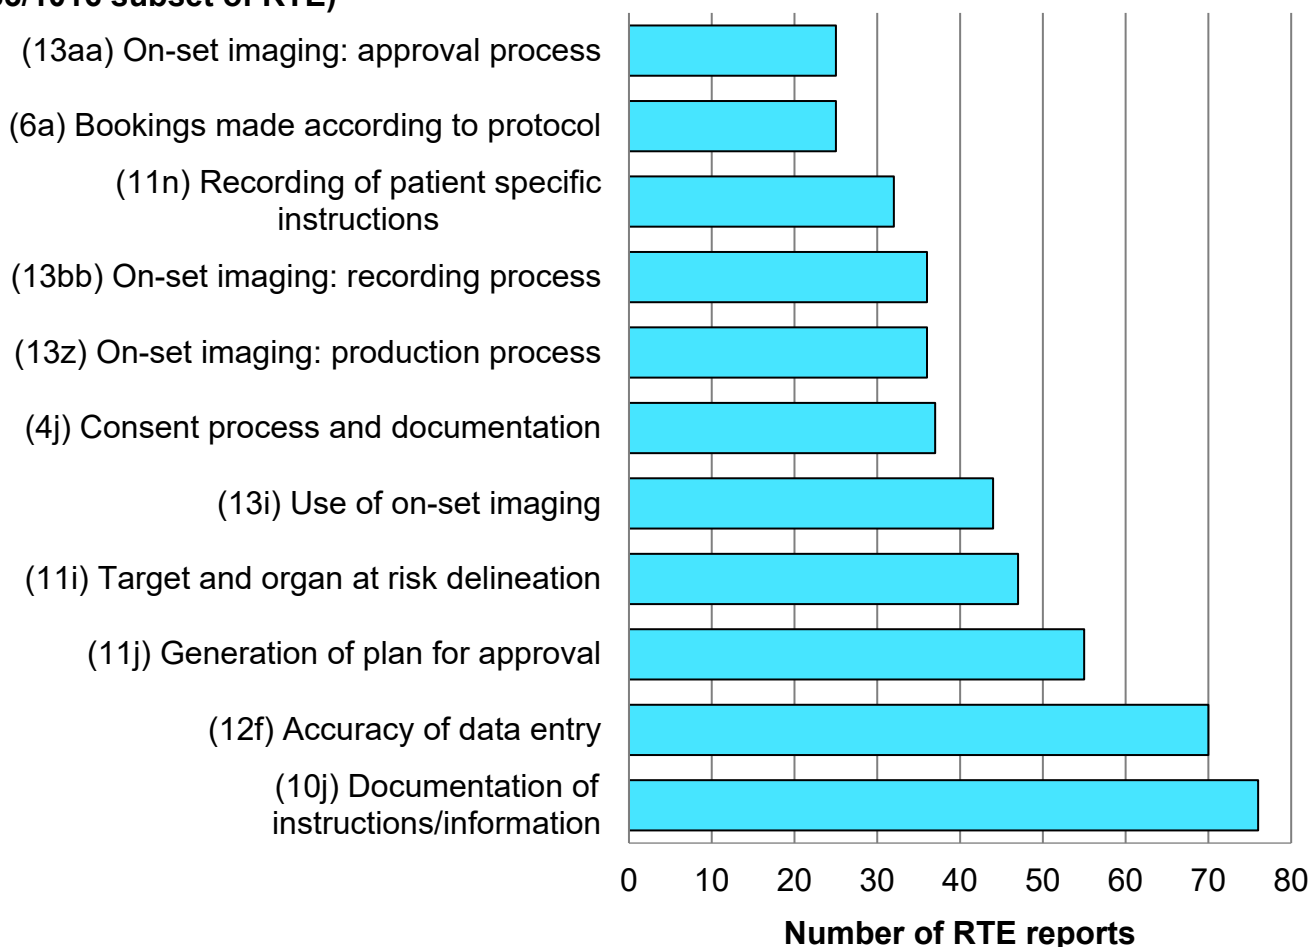 subset of RTE)
(13aa) On-set imaging: approval process
(6a) Bookings made according to protocol
(11n) Recording of patient specific
instructions
(13bb) On-set imaging: recording process
(13z) On-set imaging: production process
(4j) Consent process and documentation
(13i) Use of on-set imaging
(11i) Target and organ at risk delineation
(11j) Generation of plan for approval
(12f) Accuracy of data entry
(10j) Documentation of
instructions/information
0 10 20 30 40 50 60 70 80
Number of RTE reports